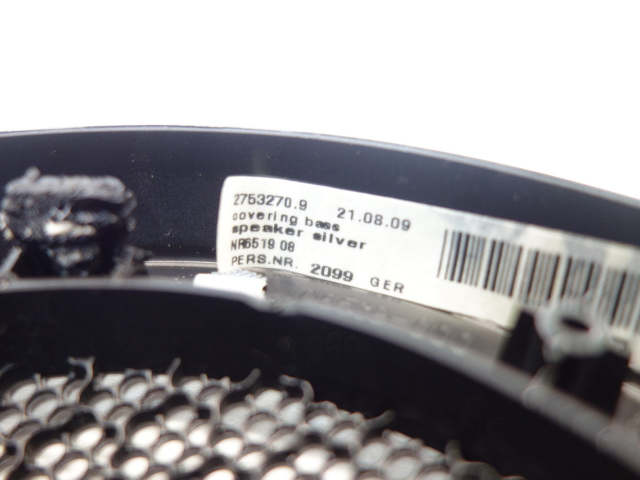 2753270.9 21.08.09
covering bass
speaker silver
NR6519 08
PERS.NR. 2099 GER